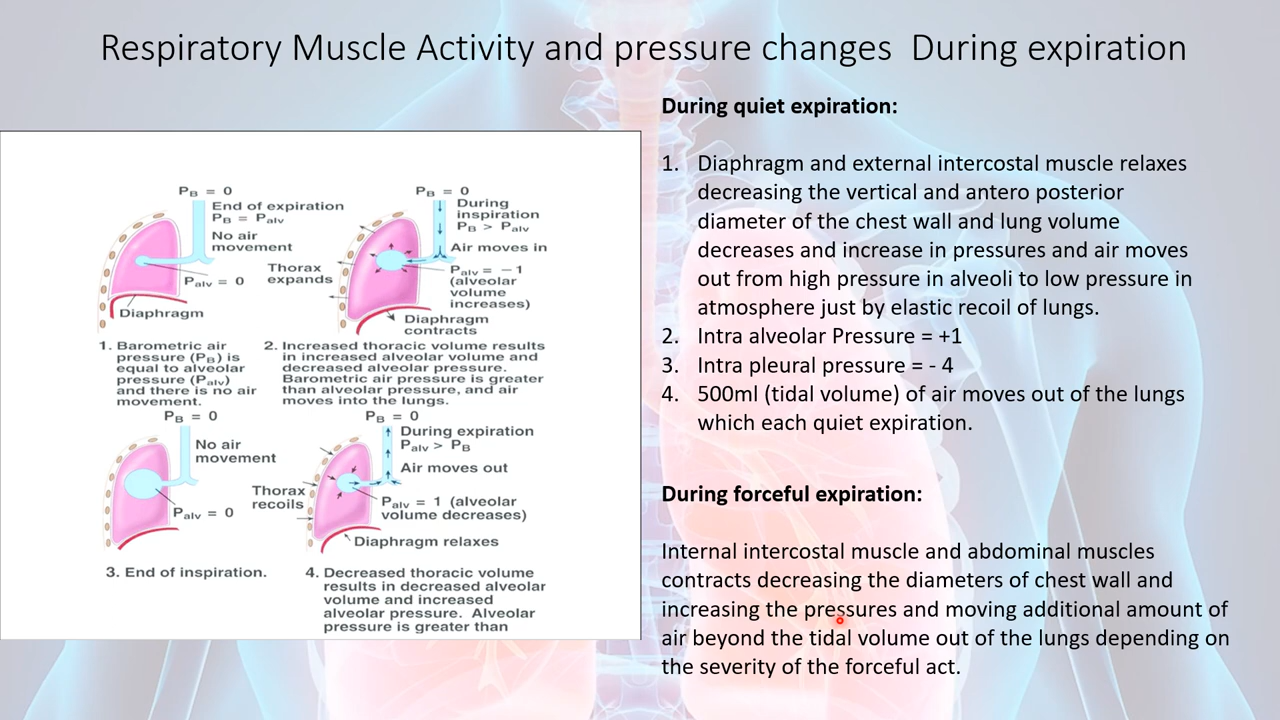 Respiratory Muscle Activity and pressure changes  During expiration
During quiet expiration:
1. Diaphragm and external intercostal muscle relaxes
decreasing the vertical and antero posterior
diameter of the chest wall and lung volume
decreases and increase in pressures and air moves
out from high pressure in alveoli to low pressure in
atmosphere just by elastic recoil of lungs.
2. Intra alveolar Pressure = +1
3. Intra pleural pressure = - 4
4. 500ml (tidal volume) of air moves out of the lungs
which each quiet expiration.
During forceful expiration:
Internal intercostal muscle and abdominal muscles
contracts decreasing the diameters of chest wall and
increasing the pressures and moving additional amount of
air beyond the tidal volume out of the lungs depending on
the severity of the forceful act.
PB = 0
End of expiration
PB = Palv
No air
movement
Palv = 0
Diaphragm
1. Barometric air
pressure (PB) is
equal to alveolar
pressure (Palv)
and there is no air
movement.
PB = 0
During
inspiration
PB > Palv
Air moves in
Thorax
expands
Palv = −1
(alveolar
volume
increases)
Diaphragm
contracts
2. Increased thoracic volume results
in increased alveolar volume and
decreased alveolar pressure.
Barometric air pressure is greater
than alveolar pressure, and air
moves into the lungs.
PB = 0
No air
movement
Palv = 0
3. End of inspiration.
PB = 0
During expiration
Palv > PB
Air moves out
Thorax
recoils
Palv = 1 (alveolar
volume decreases)
Diaphragm relaxes
4. Decreased thoracic volume
results in decreased alveolar
volume and increased
alveolar pressure. Alveolar
pressure is greater than